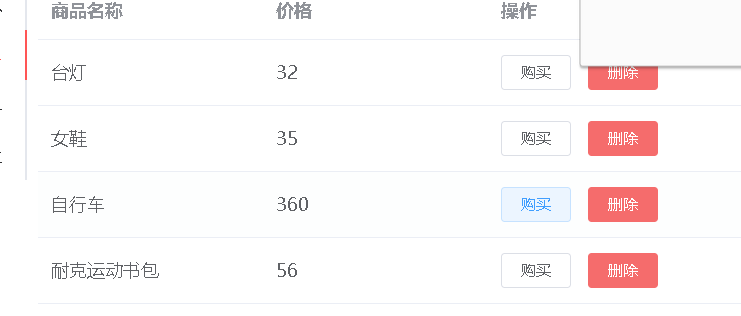 商品名称 价格 操作
台灯 32 购买 删除
女鞋 35 购买 删除
自行车 360 购买 删除
耐克运动书包 56 购买 删除